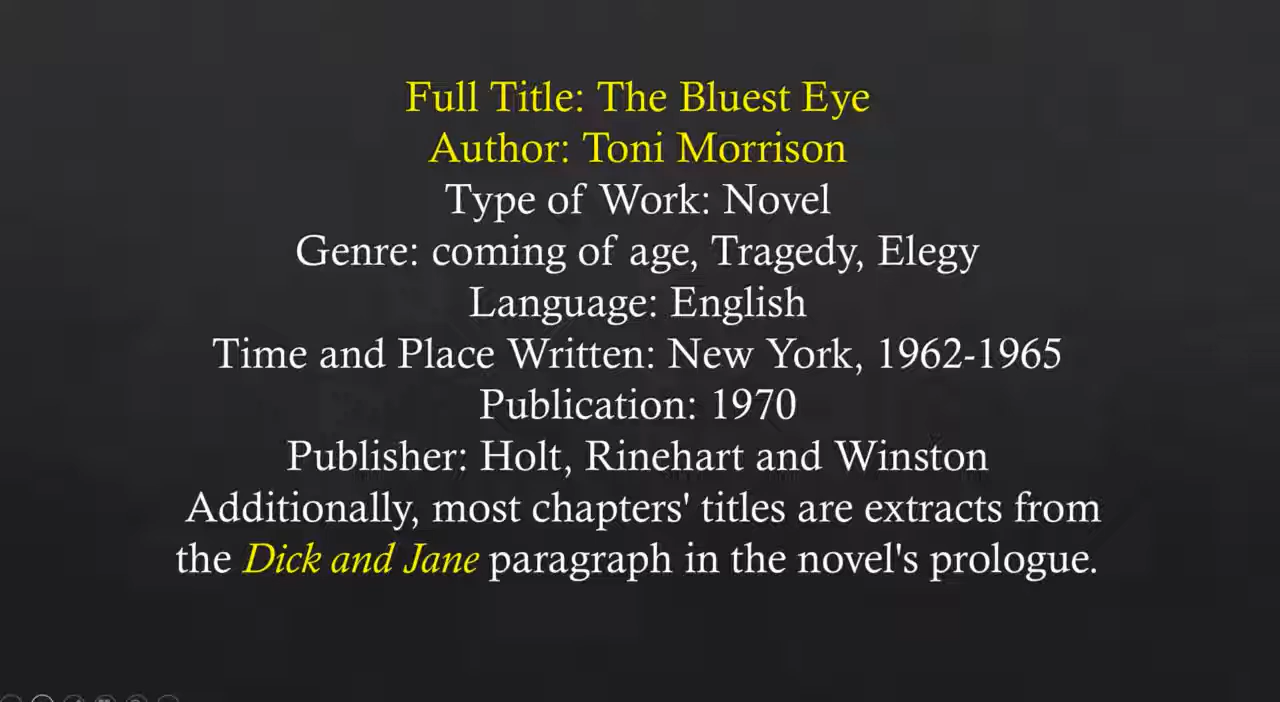 Full Title: The Bluest Eye
Author: Toni Morrison
Type of Work: Novel
Genre: coming of age, Tragedy, Elegy
Language: English
Time and Place Written: New York, 1962-1965
Publication: 1970
Publisher: Holt, Rinehart and Winston
Additionally, most chapters' titles are extracts from
the Dick and Jane paragraph in the novel's prologue.